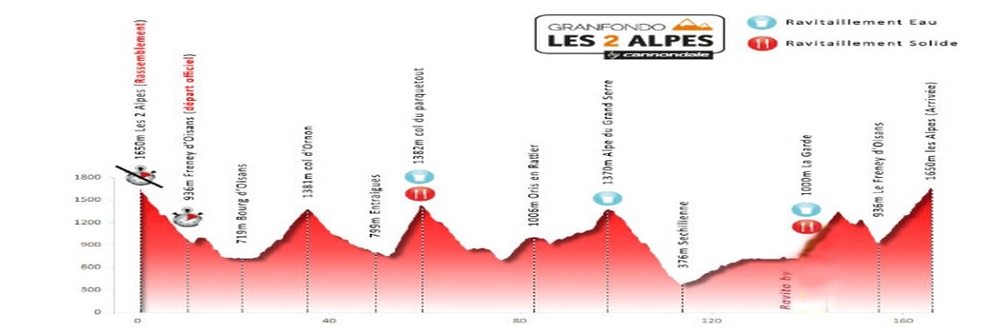 GRANFONDO
LES 2 ALPES
by cannondale
Ravitaillement Eau
Ravitaillement Solide
1650m Les 2 Alpes (Rassemblement)
936m Freney d'Oisans (départ officiel)
719m Bourg d'Oisans
1381m col d'Ornon
799m Entraigues
1382m col du parquetout
1006m Oris en Rattier
1370m Alpe du Grand Serre
376m Sechilienne
1000m La Garde
936m Le Freney d'Oisans
1650m les Alpes (Arrivée)
Ravito by
1800
1500
1200
900
600
300
0
0
40
80
120
160